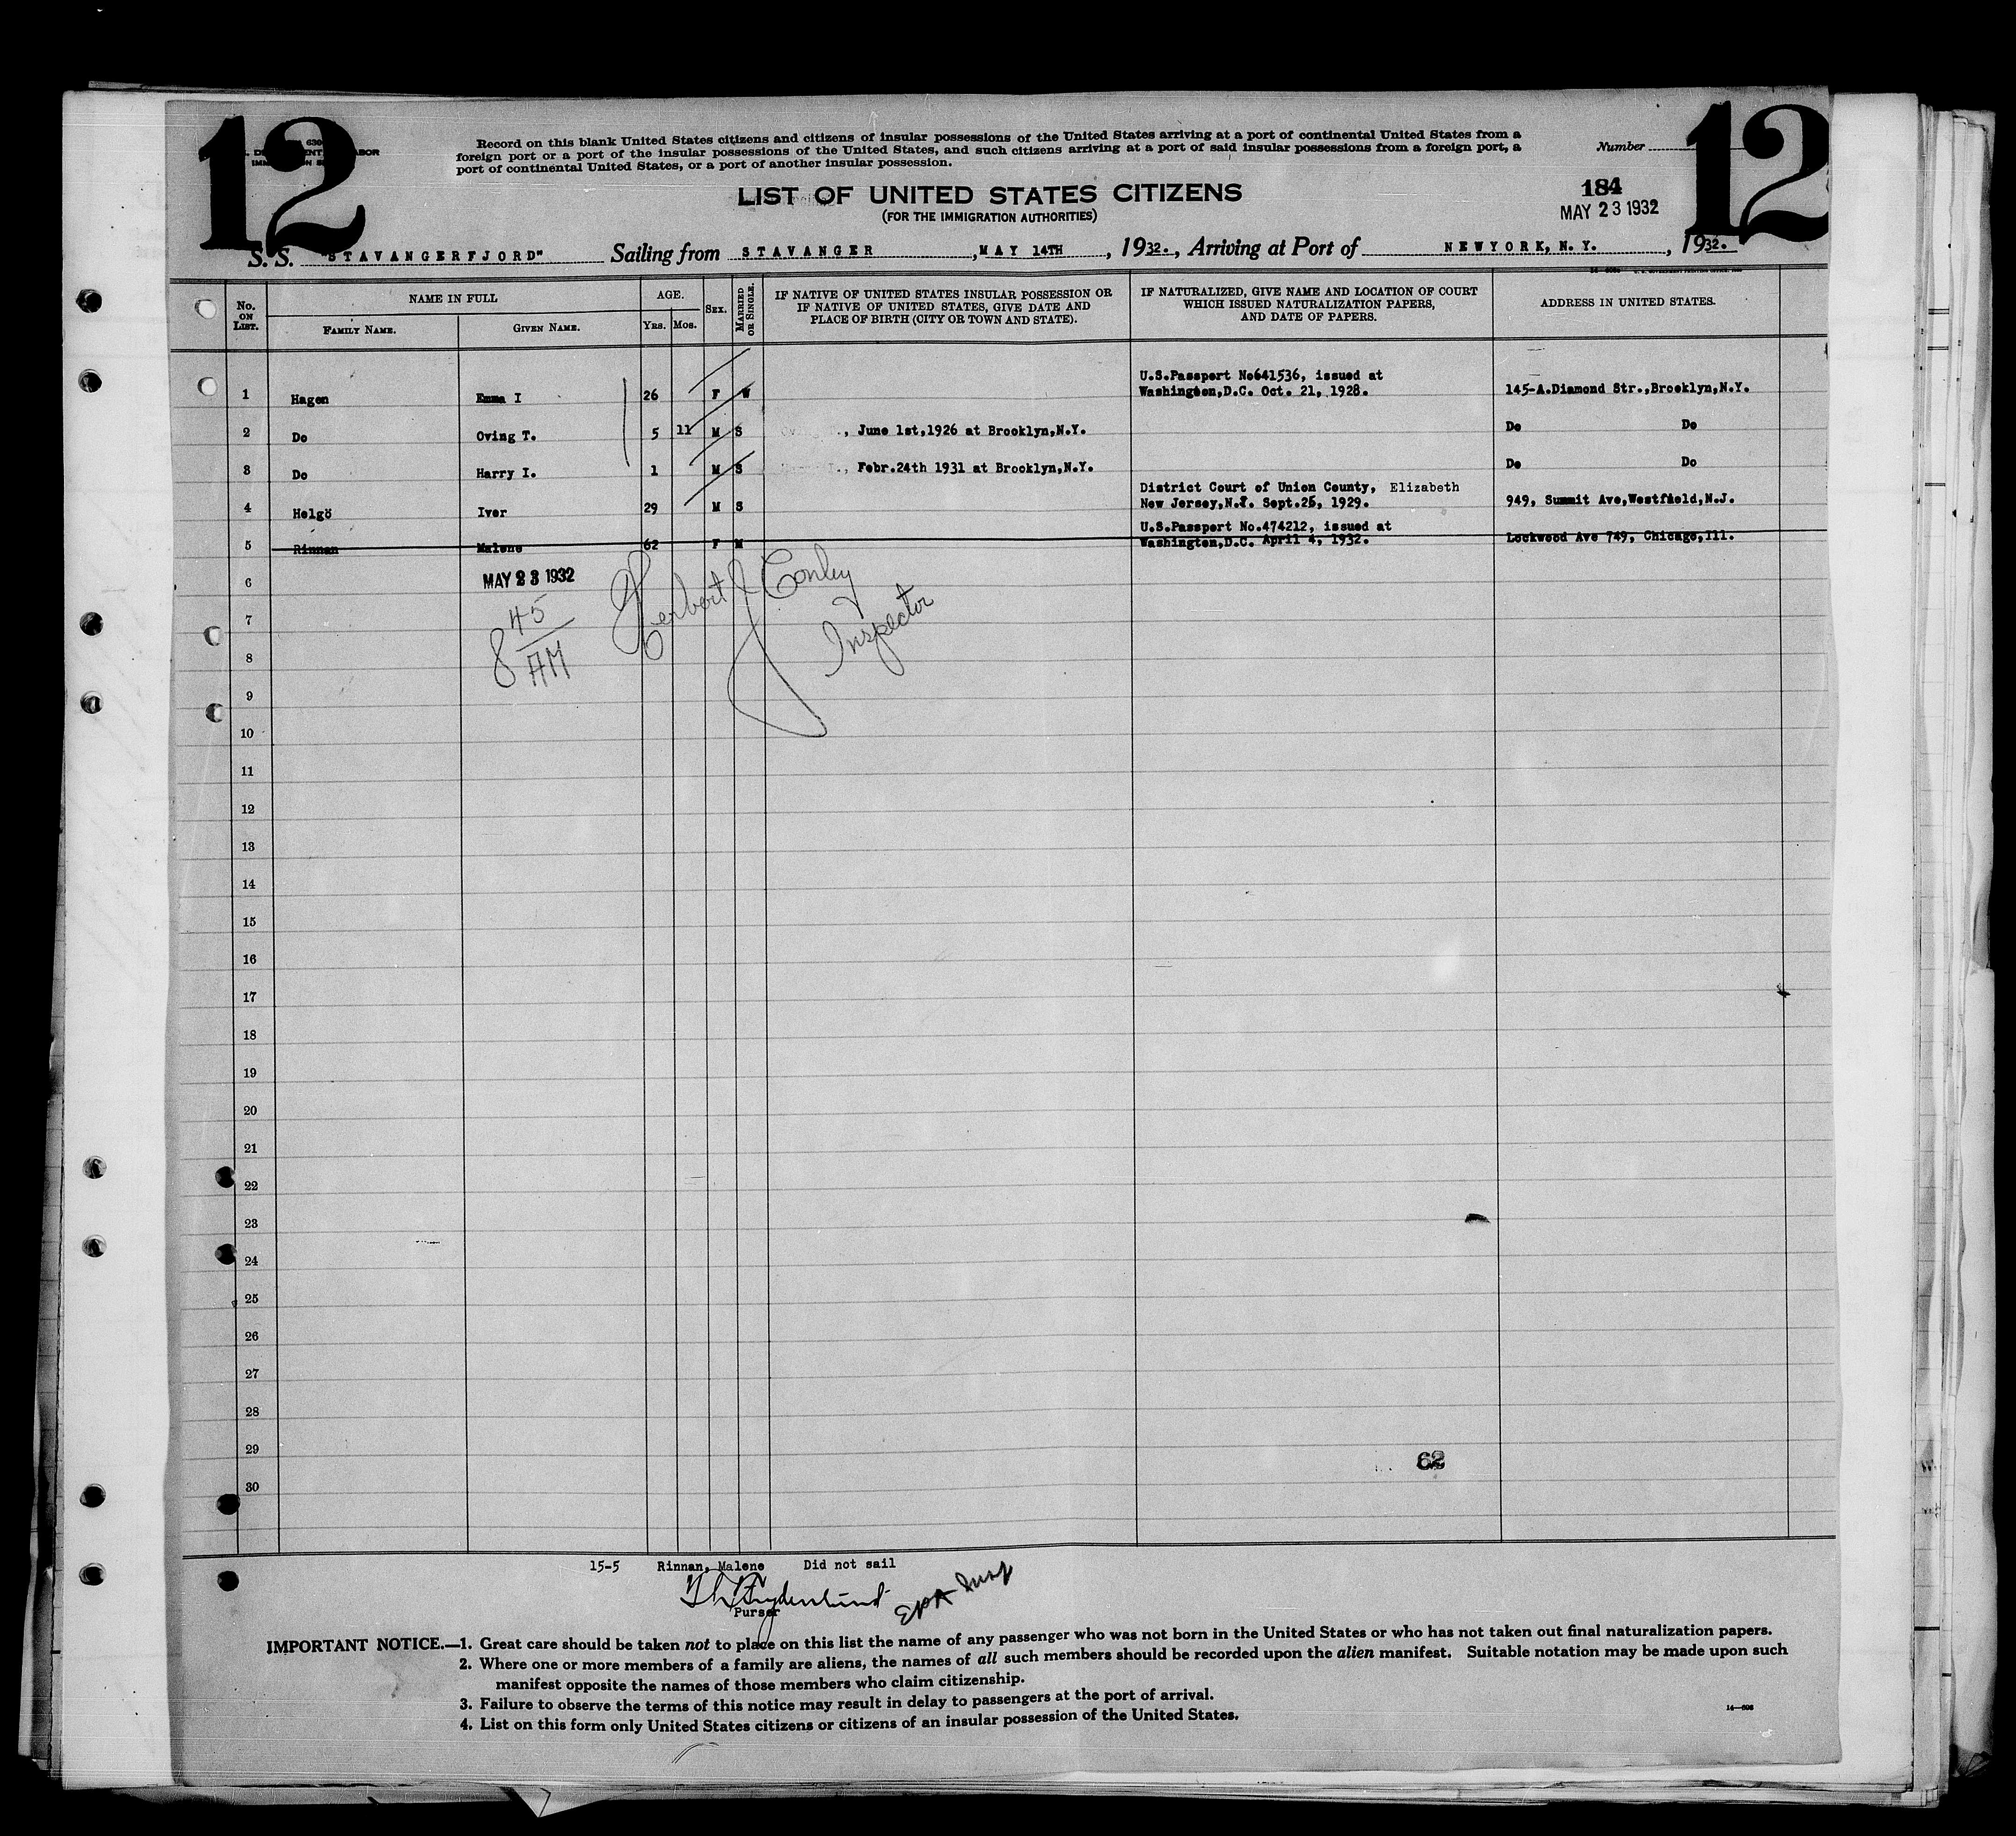 12
12
Record on this blank United States citizens and citizens of insular possessions of the United States arriving at a port of continental United States from a
foreign port or a port of the insular possessions of the United States, and such citizens arriving at a port of said insular possessions from a foreign port, a
port of continental United States, or a port of another insular possession.
Number
LIST OF UNITED STATES CITIZENS
(FOR THE IMMIGRATION AUTHORITIES)
184
MAY 23 1932
S. S. "STAVANGERFJORD" Sailing from STAVANGER, MAY 14TH, 1932., Arriving at Port of NEWYORK, N.Y., 1932.
No. ON LIST. NAME IN FULL AGE. SEX. MARRIED OR SINGLE. IF NATIVE OF UNITED STATES INSULAR POSSESSION OR IF NATIVE OF UNITED STATES, GIVE DATE AND PLACE OF BIRTH (CITY OR TOWN AND STATE). IF NATURALIZED, GIVE NAME AND LOCATION OF COURT WHICH ISSUED NATURALIZATION PAPERS, AND DATE OF PAPERS. ADDRESS IN UNITED STATES.
FAMILY NAME. GIVEN NAME. YRS. MOS.
U.S.Passport No641536, issued at
1 Hagen Emma I 26 F W Washington,D.C. Oct. 21, 1928. 145-A.Diamond Str.,Brooklyn,N.Y.
2 Do Oving T. 5 11 M S , June 1st,1926 at Brooklyn,N.Y. Do Do
3 Do Harry I. 1 M S , Febr.24th 1931 at Brooklyn,N.Y. Do Do
District Court of Union County, Elizabeth
4 Helgö Iver 29 M S New Jersey, Sept.26, 1929. 949, Summit Ave,Westfield,N.J.
U.S.Passport No.474212, issued at
5 Rinnan Malene 62 F M Washington,D.C. April 4, 1932. Lockwood Ave 749, Chicago,Ill.
6 MAY 23 1932 Herbert J Conley
7 8 45 AM Inspector
8
9
10
11
12
13
14
15
16
17
18
19
20
21
22
23
24
25
26
27
28
29 62
30
15-5 Rinnan, Malene Did not sail
Purser
IMPORTANT NOTICE.—1. Great care should be taken not to place on this list the name of any passenger who was not born in the United States or who has not taken out final naturalization papers.
2. Where one or more members of a family are aliens, the names of all such members should be recorded upon the alien manifest. Suitable notation may be made upon such
manifest opposite the names of those members who claim citizenship.
3. Failure to observe the terms of this notice may result in delay to passengers at the port of arrival.
4. List on this form only United States citizens or citizens of an insular possession of the United States.